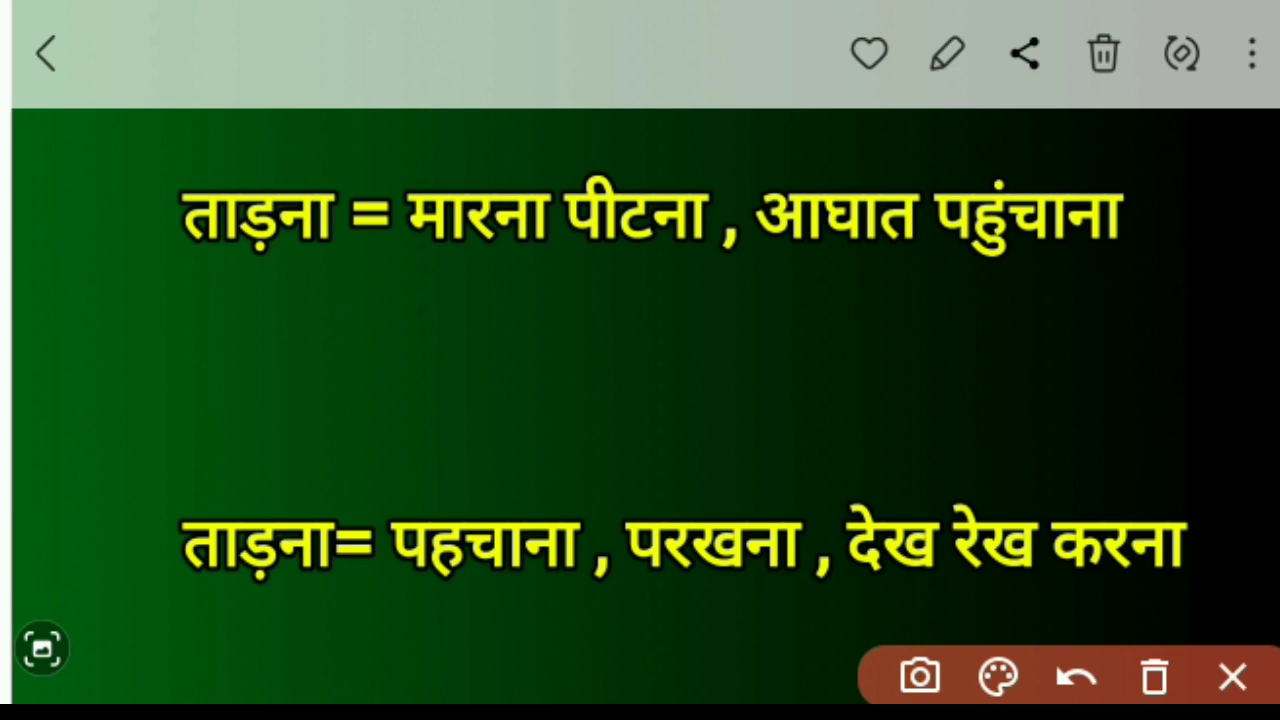 ताड़ना = मारना पीटना , आघात पहुंचाना
ताड़ना= पहचाना , परखना , देख रेख करना